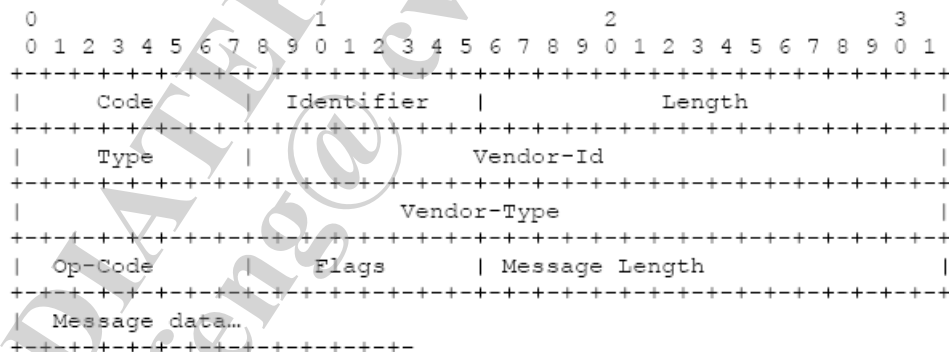 0                   1                   2                   3
 0 1 2 3 4 5 6 7 8 9 0 1 2 3 4 5 6 7 8 9 0 1 2 3 4 5 6 7 8 9 0 1
+-+-+-+-+-+-+-+-+-+-+-+-+-+-+-+-+-+-+-+-+-+-+-+-+-+-+-+-+-+-+-+-+
|     Code      |  Identifier   |            Length             |
+-+-+-+-+-+-+-+-+-+-+-+-+-+-+-+-+-+-+-+-+-+-+-+-+-+-+-+-+-+-+-+-+
|     Type      |               Vendor-Id                       |
+-+-+-+-+-+-+-+-+-+-+-+-+-+-+-+-+-+-+-+-+-+-+-+-+-+-+-+-+-+-+-+-+
|                          Vendor-Type                          |
+-+-+-+-+-+-+-+-+-+-+-+-+-+-+-+-+-+-+-+-+-+-+-+-+-+-+-+-+-+-+-+-+
|  Op-Code      |    Flags      | Message Length                |
+-+-+-+-+-+-+-+-+-+-+-+-+-+-+-+-+-+-+-+-+-+-+-+-+-+-+-+-+-+-+-+-+
|  Message data…
+-+-+-+-+-+-+-+-+-+-+-+-+-+-